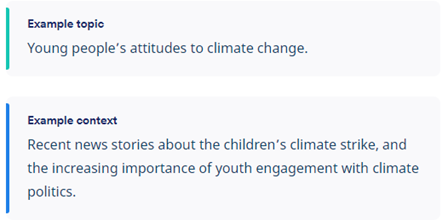 Example topic
Young people's attitudes to climate change.
Example context
Recent news stories about the children's climate strike, and
the increasing importance of youth engagement with climate
politics.